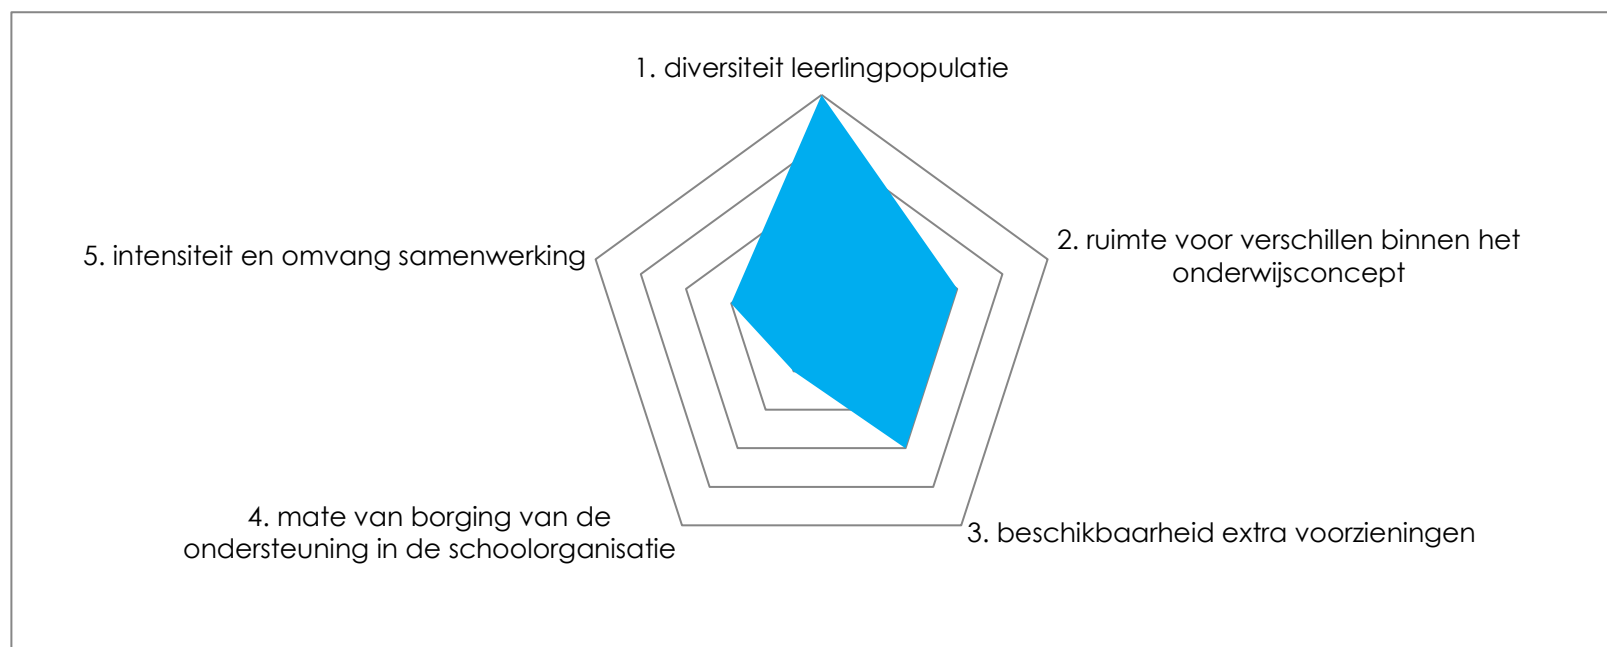 1. diversiteit leerlingpopulatie
2. ruimte voor verschillen binnen het
onderwijsconcept
3. beschikbaarheid extra voorzieningen
4. mate van borging van de
ondersteuning in de schoolorganisatie
5. intensiteit en omvang samenwerking